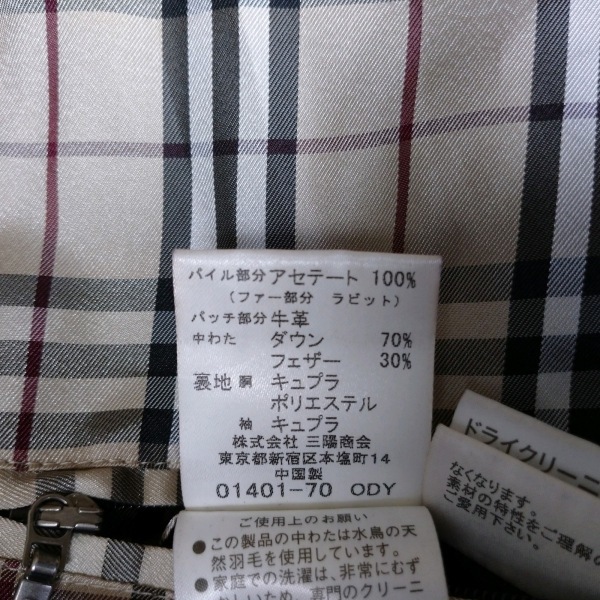 パイル部分 アセテート 100%
(ファー部分 ラビット)
パッチ部分 牛革
中わた ダウン 70%
フェザー 30%
裏地 胴 キュプラ
ポリエステル
袖 キュプラ
株式会社 三陽商会
東京都新宿区本塩町14
中国製
01401-70 ODY
ご使用上のお願い
●この製品の中わたは水鳥の天
然羽毛を使用しています。
●家庭での洗濯は、非常にむず
かしいため、専門のクリーニ
ドライクリーニ
なくなります。
素材の特性をご理解の
ご愛用下さい。